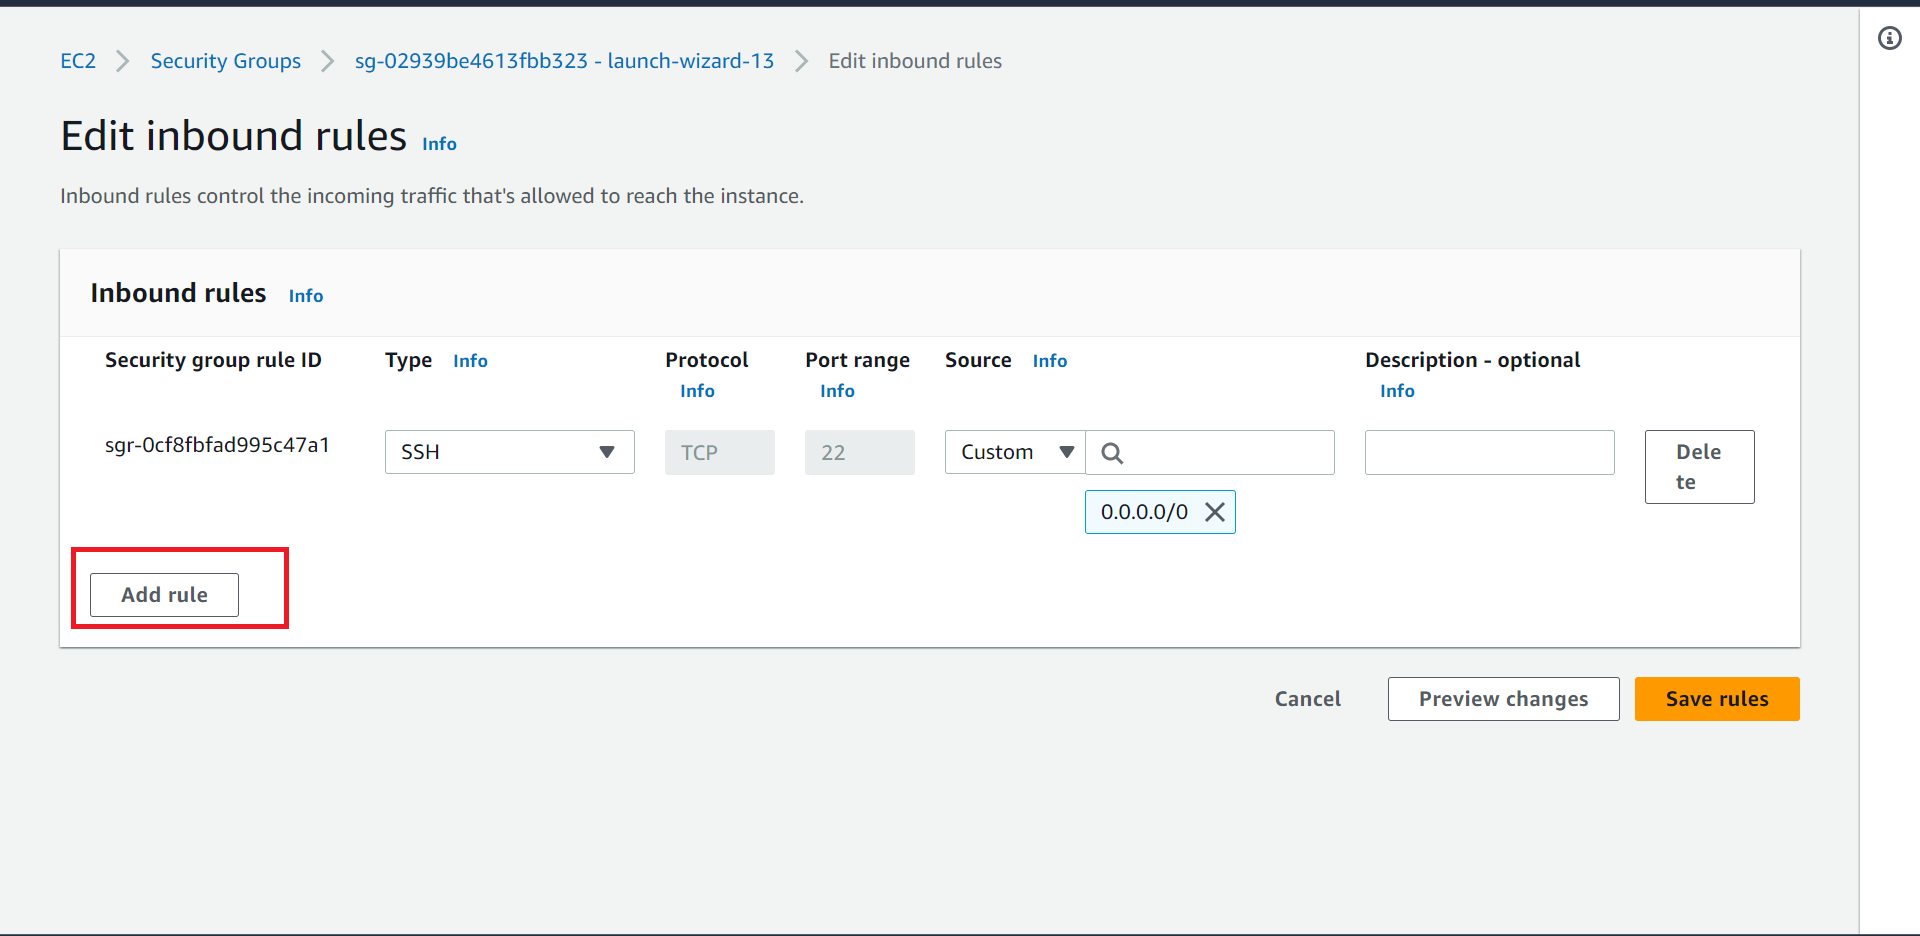 EC2 Security Groups sg-02939be4613fbb323 - launch-wizard-13 Edit inbound rules
Edit inbound rules Info
Inbound rules control the incoming traffic that's allowed to reach the instance.
Inbound rules Info
Security group rule ID Type Info Protocol Info Port range Info Source Info Description - optional Info
sgr-0cf8fbfad995c47a1 SSH TCP 22 Custom Delete
0.0.0.0/0
Add rule
Cancel Preview changes Save rules